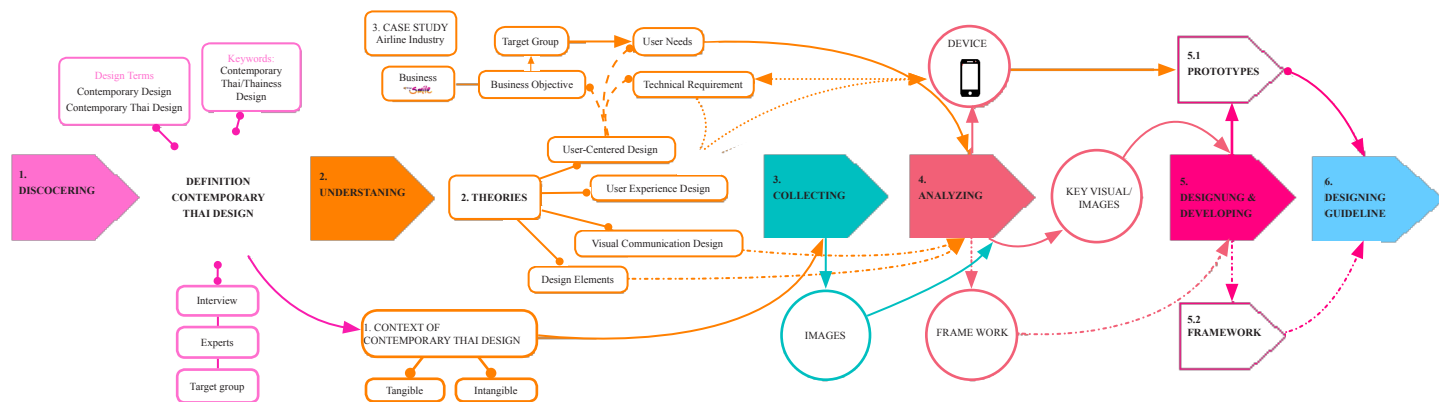 3. CASE STUDY
Airline Industry
Target Group
User Needs
DEVICE
Design Terms
Contemporary Design
Contemporary Thai Design
Keywords:
Contemporary
Thai/Thainess
Design
Business
Smile
Business Objective
Technical Requirement
5.1
PROTOTYPES
1.
DISCOCERING
DEFINITION
CONTEMPORARY
THAI DESIGN
2.
UNDERSTANING
2. THEORIES
User-Centered Design
User Experience Design
Visual Communication Design
Design Elements
3.
COLLECTING
4.
ANALYZING
KEY VISUAL/
IMAGES
5.
DESIGNUNG &
DEVELOPING
6.
DESIGNING
GUIDELINE
Interview
Experts
Target group
1. CONTEXT OF
CONTEMPORARY THAI DESIGN
Tangible
Intangible
IMAGES
FRAME WORK
5.2
FRAMEWORK